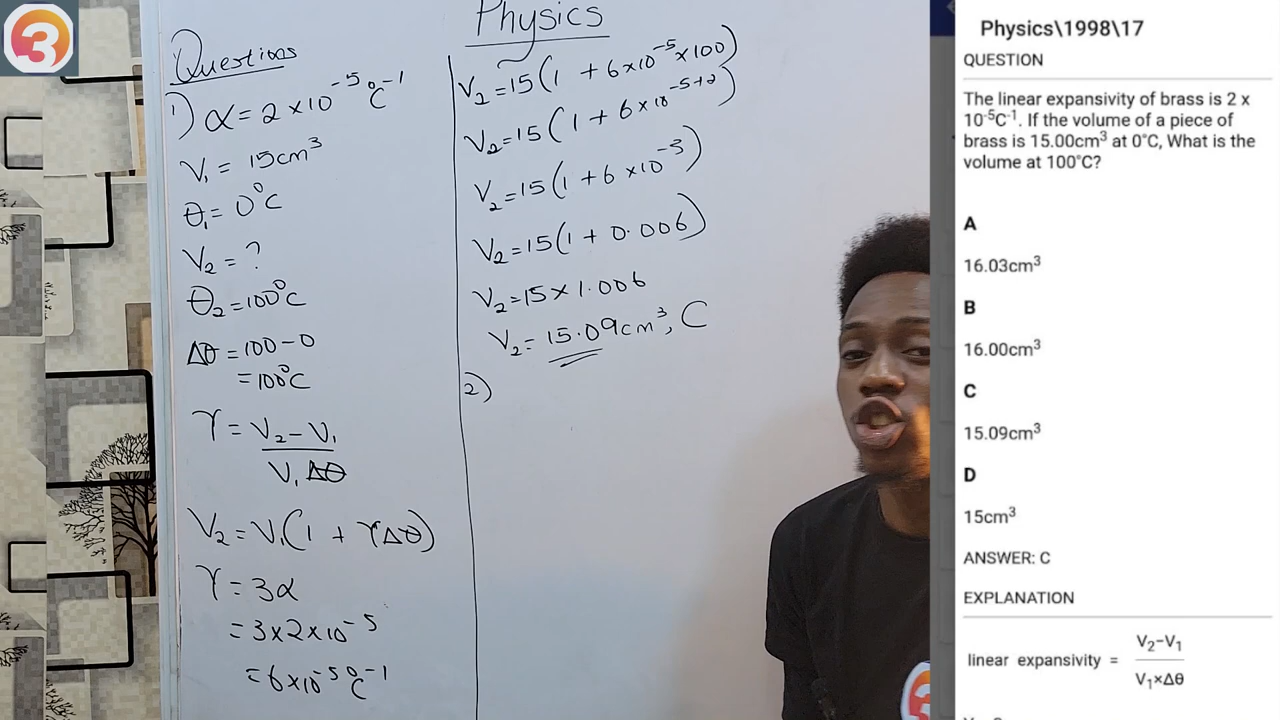 3
Physics
Questions
1) α = 2 × 10⁻⁵ °C⁻¹
V₁ = 15cm³
θ₁ = 0°C
V₂ = ?
θ₂ = 100°C
Δθ = 100 - 0
= 100°C
γ = V₂ - V₁
V₁ Δθ
V₂ = V₁(1 + γΔθ)
γ = 3α
= 3 × 2 × 10⁻⁵
= 6 × 10⁻⁵ °C⁻¹
V₂ = 15(1 + 6×10⁻⁵ × 100)
V₂ = 15(1 + 6 × 10⁻⁵⁺²)
V₂ = 15(1 + 6 × 10⁻³)
V₂ = 15(1 + 0.006)
V₂ = 15 × 1.006
V₂ = 15.09cm³, C
2)
3
Physics\1998\17
QUESTION
The linear expansivity of brass is 2 x
10⁻⁵C⁻¹. If the volume of a piece of
brass is 15.00cm³ at 0°C, What is the
volume at 100°C?
A
16.03cm³
B
16.00cm³
C
15.09cm³
D
15cm³
ANSWER: C
EXPLANATION
linear expansivity = V₂−V₁
V₁×Δθ